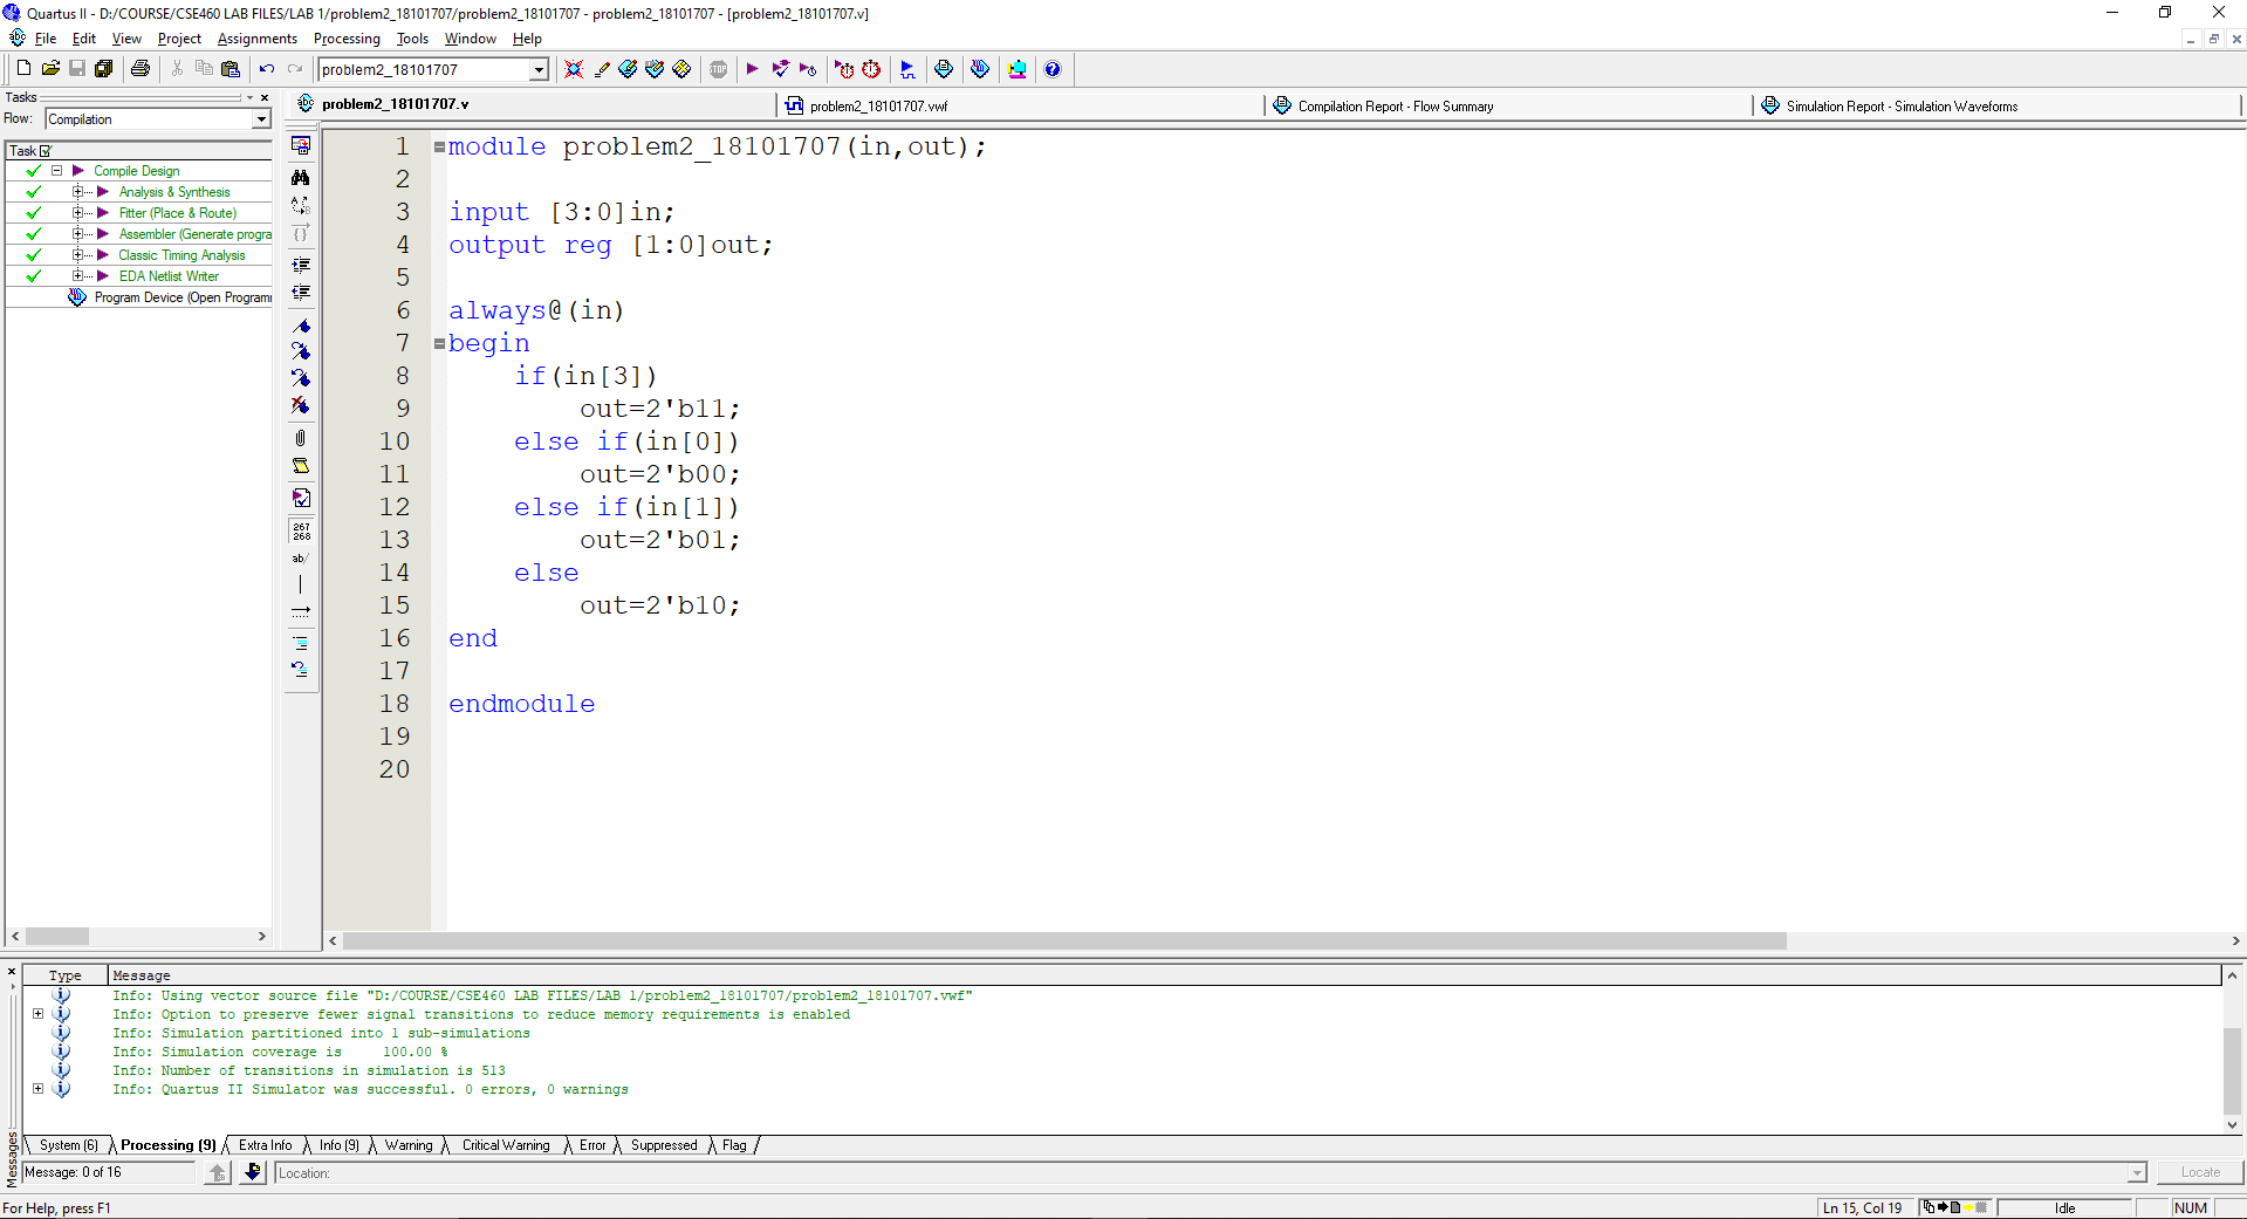 Quartus II - D:/COURSE/CSE460 LAB FILES/LAB 1/problem2_18101707/problem2_18101707 - problem2_18101707 - [problem2_18101707.v]
File Edit View Project Assignments Processing Tools Window Help
problem2_18101707
STOP
Tasks
Flow: Compilation
Task
Compile Design
Analysis & Synthesis
Fitter (Place & Route)
Assembler (Generate progra
Classic Timing Analysis
EDA Netlist Writer
Program Device (Open Programm
abc problem2_18101707.v
problem2_18101707.vwf
Compilation Report - Flow Summary
Simulation Report - Simulation Waveforms
267
268
ab/
1 module problem2_18101707(in,out);
2
3 input [3:0]in;
4 output reg [1:0]out;
5
6 always@(in)
7 begin
8 if(in[3])
9 out=2'b11;
10 else if(in[0])
11 out=2'b00;
12 else if(in[1])
13 out=2'b01;
14 else
15 out=2'b10;
16 end
17
18 endmodule
19
20
Type Message
Info: Using vector source file "D:/COURSE/CSE460 LAB FILES/LAB 1/problem2_18101707/problem2_18101707.vwf"
Info: Option to preserve fewer signal transitions to reduce memory requirements is enabled
Info: Simulation partitioned into 1 sub-simulations
Info: Simulation coverage is 100.00 %
Info: Number of transitions in simulation is 513
Info: Quartus II Simulator was successful. 0 errors, 0 warnings
System (6) Processing (9) Extra Info Info (9) Warning Critical Warning Error Suppressed Flag
Messages
Message: 0 of 16
Location:
Locate
For Help, press F1
Ln 15, Col 19
Idle
NUM